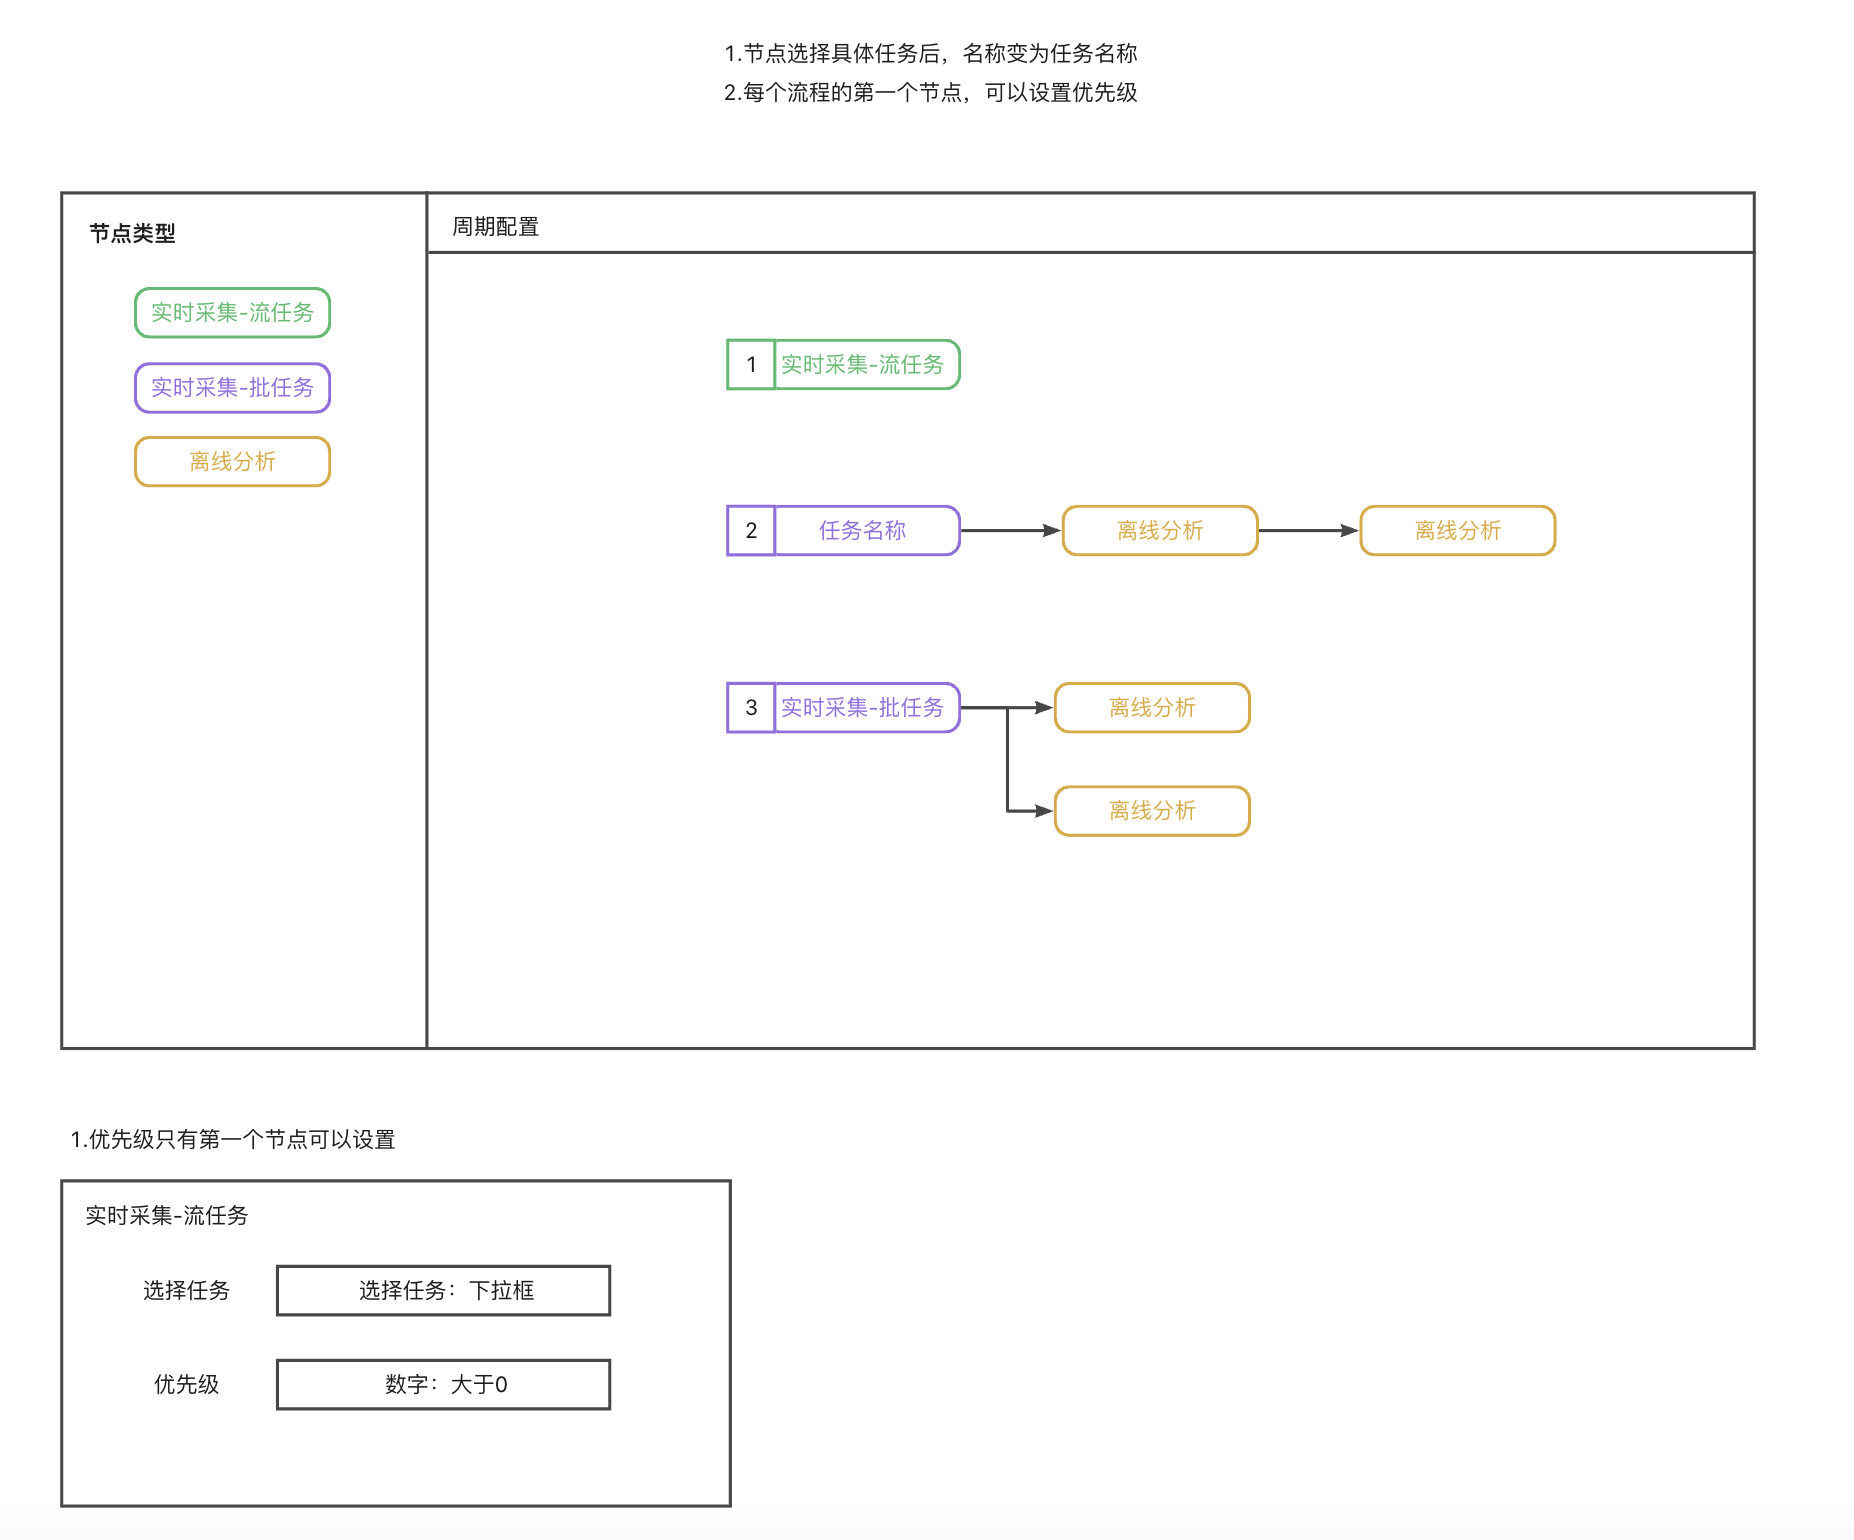 1.节点选择具体任务后，名称变为任务名称
2.每个流程的第一个节点，可以设置优先级
节点类型
实时采集-流任务
实时采集-批任务
离线分析
周期配置
1 实时采集-流任务
2 任务名称 离线分析 离线分析
3 实时采集-批任务 离线分析
离线分析
1.优先级只有第一个节点可以设置
实时采集-流任务
选择任务 选择任务：下拉框
优先级 数字：大于0